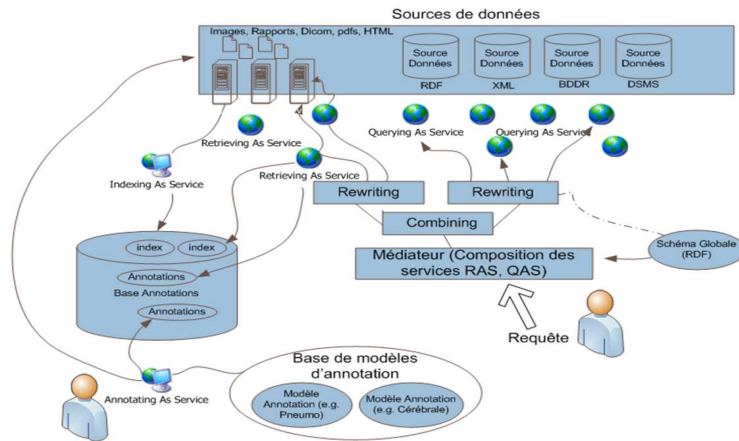 Sources de données
Images, Rapports, Dicom, pdfs, HTML
Source
Données
RDF
Source
Données
XML
Source
Données
BDDR
Source
Données
DSMS
Retrieving As Service
Querying As Service
Querying As Service
Indexing As Service
Retrieving As Service
Rewriting
Rewriting
Combining
index
index
Annotations
Base Annotations
Annotations
Médiateur (Composition des
services RAS, QAS)
Schéma Globale
(RDF)
Requête
Base de modèles
d'annotation
Annotating As Service
Modèle
Annotation (e.g.
Pneumo)
Modèle Annotation
(e.g. Cérébrale)